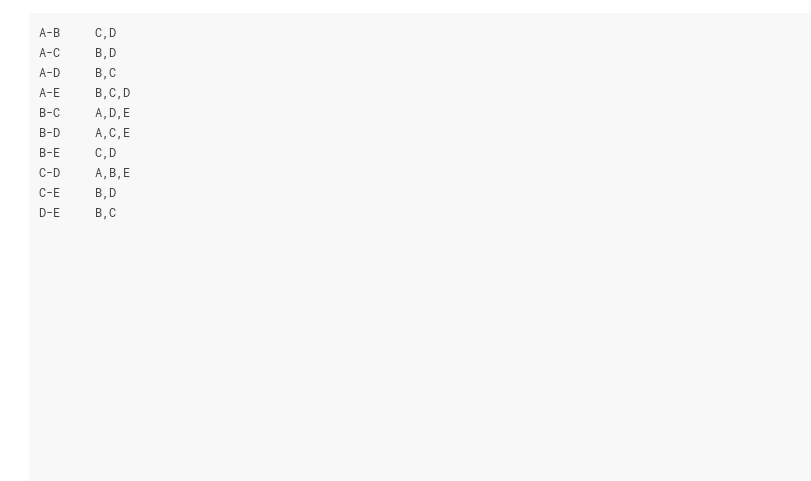 A-B     C,D
A-C     B,D
A-D     B,C
A-E     B,C,D
B-C     A,D,E
B-D     A,C,E
B-E     C,D
C-D     A,B,E
C-E     B,D
D-E     B,C